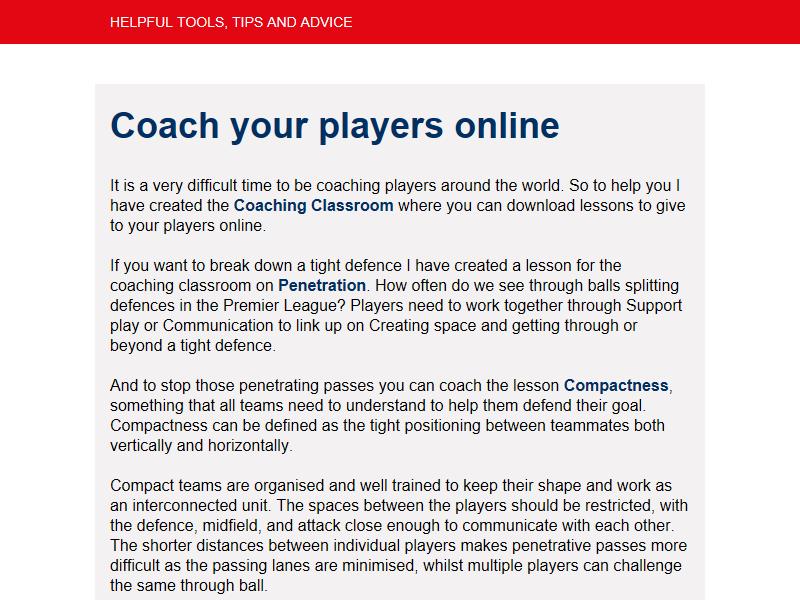 HELPFUL TOOLS, TIPS AND ADVICE
Coach your players online
It is a very difficult time to be coaching players around the world. So to help you I
have created the Coaching Classroom where you can download lessons to give
to your players online.
If you want to break down a tight defence I have created a lesson for the
coaching classroom on Penetration. How often do we see through balls splitting
defences in the Premier League? Players need to work together through Support
play or Communication to link up on Creating space and getting through or
beyond a tight defence.
And to stop those penetrating passes you can coach the lesson Compactness,
something that all teams need to understand to help them defend their goal.
Compactness can be defined as the tight positioning between teammates both
vertically and horizontally.
Compact teams are organised and well trained to keep their shape and work as
an interconnected unit. The spaces between the players should be restricted, with
the defence, midfield, and attack close enough to communicate with each other.
The shorter distances between individual players makes penetrative passes more
difficult as the passing lanes are minimised, whilst multiple players can challenge
the same through ball.